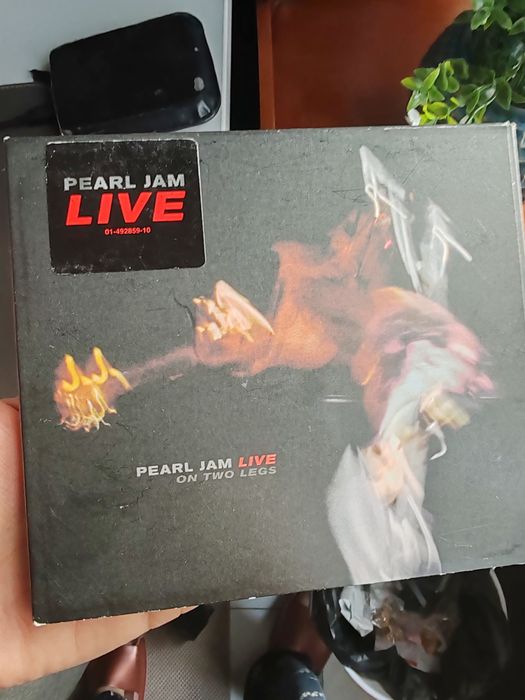 PEARL JAM
LIVE
01-492859-10
PEARL JAM LIVE
ON TWO LEGS